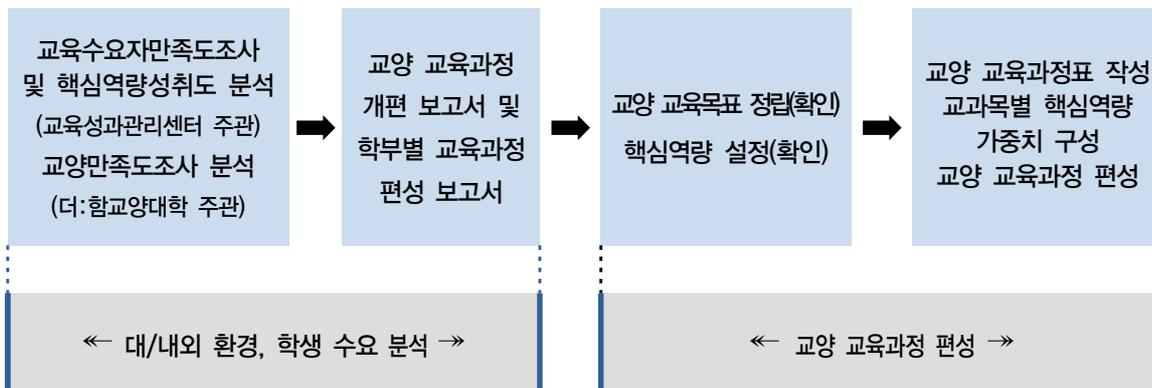 교육수요자만족도조사
및 핵심역량성취도 분석
(교육성과관리센터 주관)
교양만족도조사 분석
(더:함교양대학 주관)
교양 교육과정
개편 보고서 및
학부별 교육과정
편성 보고서
교양 교육목표 정립(확인)
핵심역량 설정(확인)
교양 교육과정표 작성
교과목별 핵심역량
가중치 구성
교양 교육과정 편성
↞ 대/내외 환경, 학생 수요 분석 ↠
↞ 교양 교육과정 편성 ↠